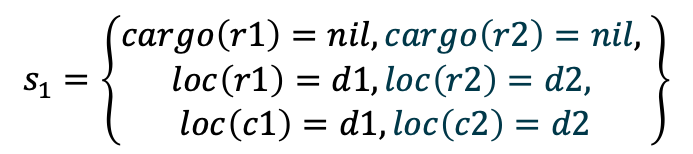 cargo(r1) = nil, cargo(r2) = nil,
s₁ = { loc(r1) = d1, loc(r2) = d2, }
loc(c1) = d1, loc(c2) = d2